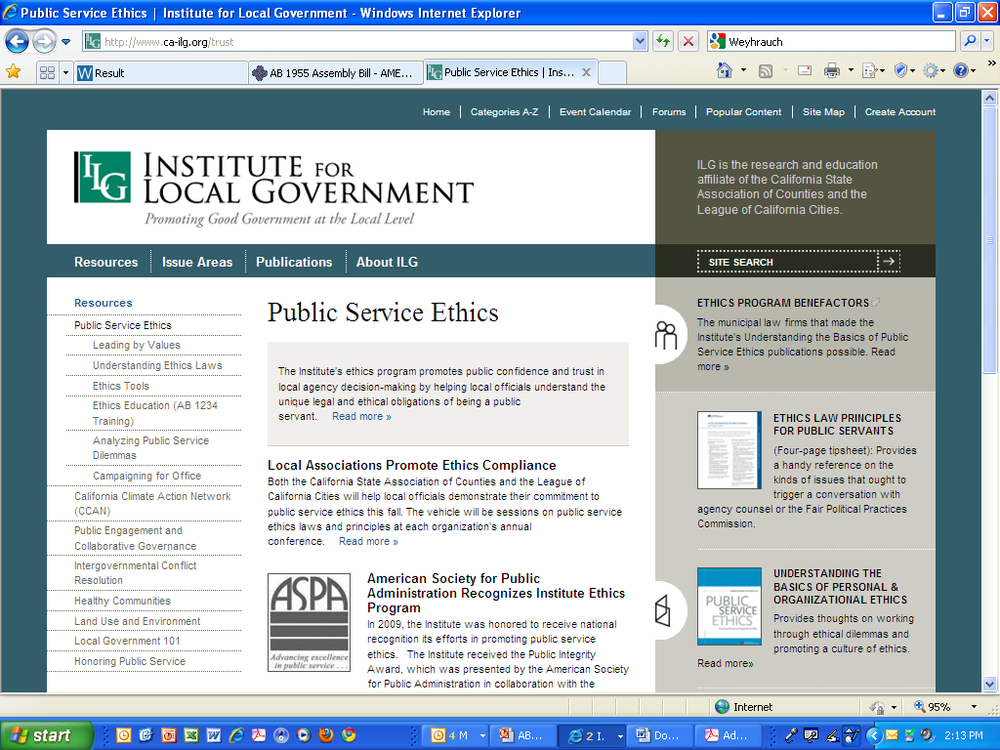 Public Service Ethics | Institute for Local Government - Windows Internet Explorer
http://www.ca-ilg.org/trust
Weyhrauch
Result
AB 1955 Assembly Bill - AME...
Public Service Ethics | Ins...
Home
Categories A-Z
Event Calendar
Forums
Popular Content
Site Map
Create Account
ILG
INSTITUTE FOR
LOCAL GOVERNMENT
Promoting Good Government at the Local Level
ILG is the research and education
affiliate of the California State
Association of Counties and the
League of California Cities.
Resources
Issue Areas
Publications
About ILG
SITE SEARCH
Resources
Public Service Ethics
Leading by Values
Understanding Ethics Laws
Ethics Tools
Ethics Education (AB 1234
Training)
Analyzing Public Service
Dilemmas
Campaigning for Office
California Climate Action Network
(CCAN)
Public Engagement and
Collaborative Governance
Intergovernmental Conflict
Resolution
Healthy Communities
Land Use and Environment
Local Government 101
Honoring Public Service
Public Service Ethics
The Institute's ethics program promotes public confidence and trust in
local agency decision-making by helping local officials understand the
unique legal and ethical obligations of being a public
servant. Read more »
Local Associations Promote Ethics Compliance
Both the California State Association of Counties and the League of
California Cities will help local officials demonstrate their commitment to
public service ethics this fall. The vehicle will be sessions on public service
ethics laws and principles at each organization's annual
conference. Read more »
ASPA
Advancing excellence
in public service . . .
American Society for Public
Administration Recognizes Institute Ethics
Program
In 2009, the Institute was honored to receive national
recognition its efforts in promoting public service
ethics. The Institute received the Public Integrity
Award, which was presented by the American Society
for Public Administration in collaboration with the
ETHICS PROGRAM BENEFACTORS
The municipal law firms that made the
Institute's Understanding the Basics of Public
Service Ethics publications possible. Read
more »
ETHICS LAW PRINCIPLES
FOR PUBLIC SERVANTS
(Four-page tipsheet): Provides
a handy reference on the
kinds of issues that ought to
trigger a conversation with
agency counsel or the Fair Political Practices
Commission.
PUBLIC
SERVICE
ETHICS
UNDERSTANDING THE
BASICS OF PERSONAL &
ORGANIZATIONAL ETHICS
Provides thoughts on working
through ethical dilemmas and
promoting a culture of ethics.
Read more»
Internet
95%
start
4 M
AB...
2 I.
Do...
Ad...
2:13 PM